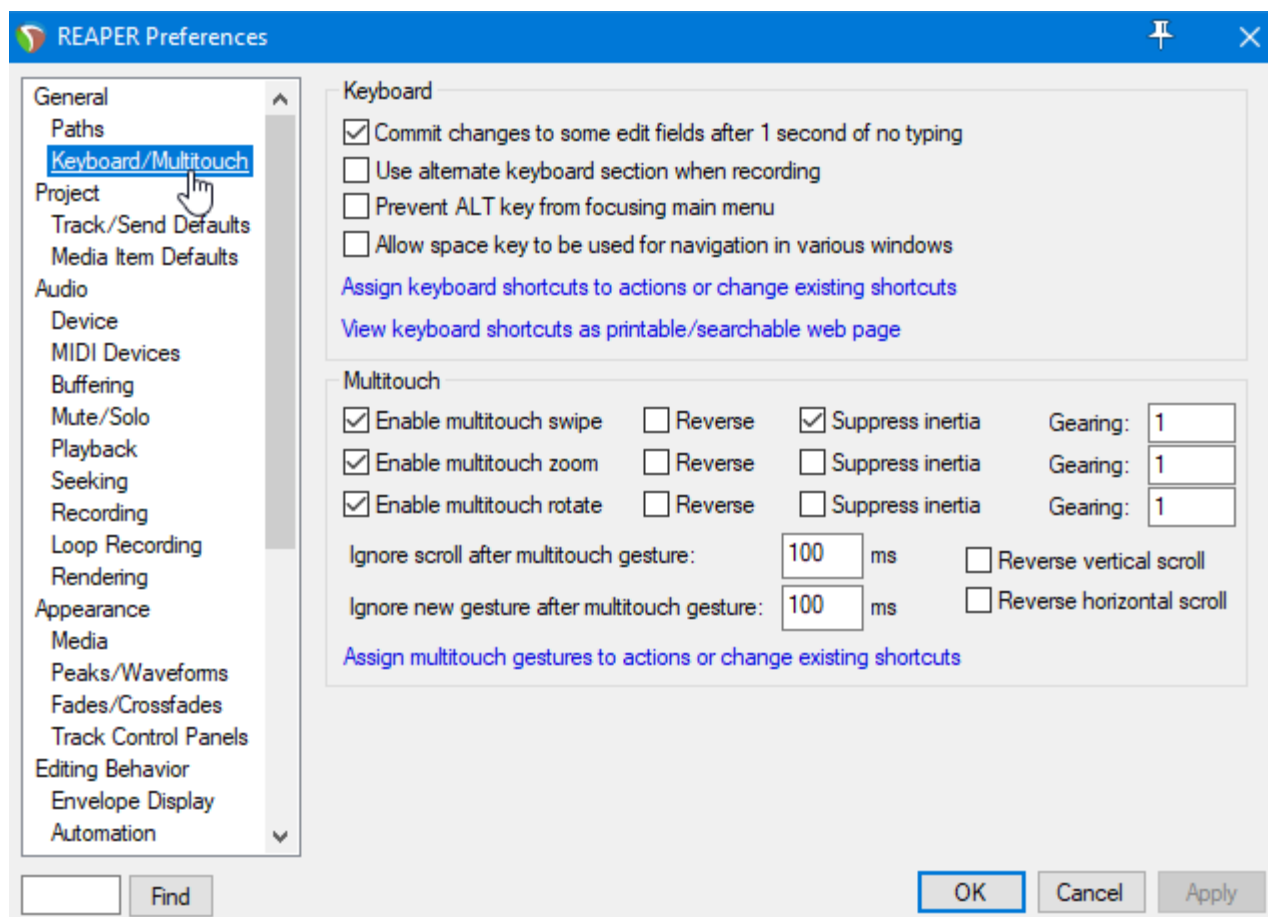 REAPER Preferences
General
Paths
Keyboard/Multitouch
Project
Track/Send Defaults
Media Item Defaults
Audio
Device
MIDI Devices
Buffering
Mute/Solo
Playback
Seeking
Recording
Loop Recording
Rendering
Appearance
Media
Peaks/Waveforms
Fades/Crossfades
Track Control Panels
Editing Behavior
Envelope Display
Automation
Find
Keyboard
Commit changes to some edit fields after 1 second of no typing
Use alternate keyboard section when recording
Prevent ALT key from focusing main menu
Allow space key to be used for navigation in various windows
Assign keyboard shortcuts to actions or change existing shortcuts
View keyboard shortcuts as printable/searchable web page
Multitouch
Enable multitouch swipe Reverse Suppress inertia Gearing: 1
Enable multitouch zoom Reverse Suppress inertia Gearing: 1
Enable multitouch rotate Reverse Suppress inertia Gearing: 1
Ignore scroll after multitouch gesture: 100 ms Reverse vertical scroll
Ignore new gesture after multitouch gesture: 100 ms Reverse horizontal scroll
Assign multitouch gestures to actions or change existing shortcuts
OK Cancel Apply